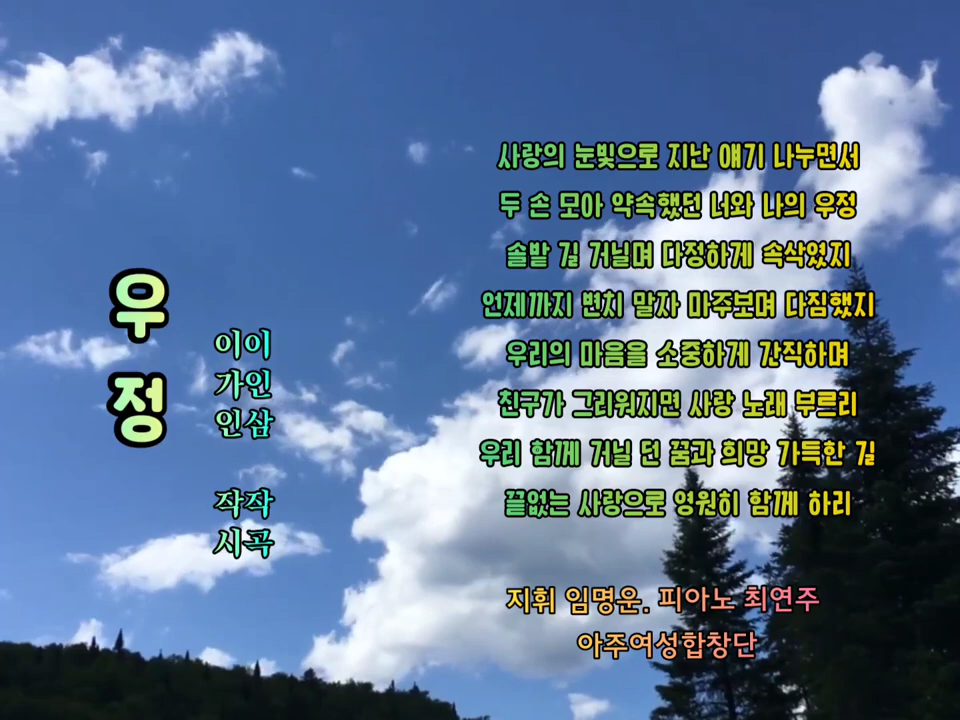 우정
이가인 작시
이인삼 작곡
사랑의 눈빛으로 지난 얘기 나누면서
두 손 모아 약속했던 너와 나의 우정
솔밭 길 거닐며 다정하게 속삭였지
언제까지 변치 말자 마주보며 다짐했지
우리의 마음을 소중하게 간직하며
친구가 그리워지면 사랑 노래 부르리
우리 함께 거닐 던 꿈과 희망 가득한 길
끝없는 사랑으로 영원히 함께 하리
지휘 임명운. 피아노 최연주
아주여성합창단